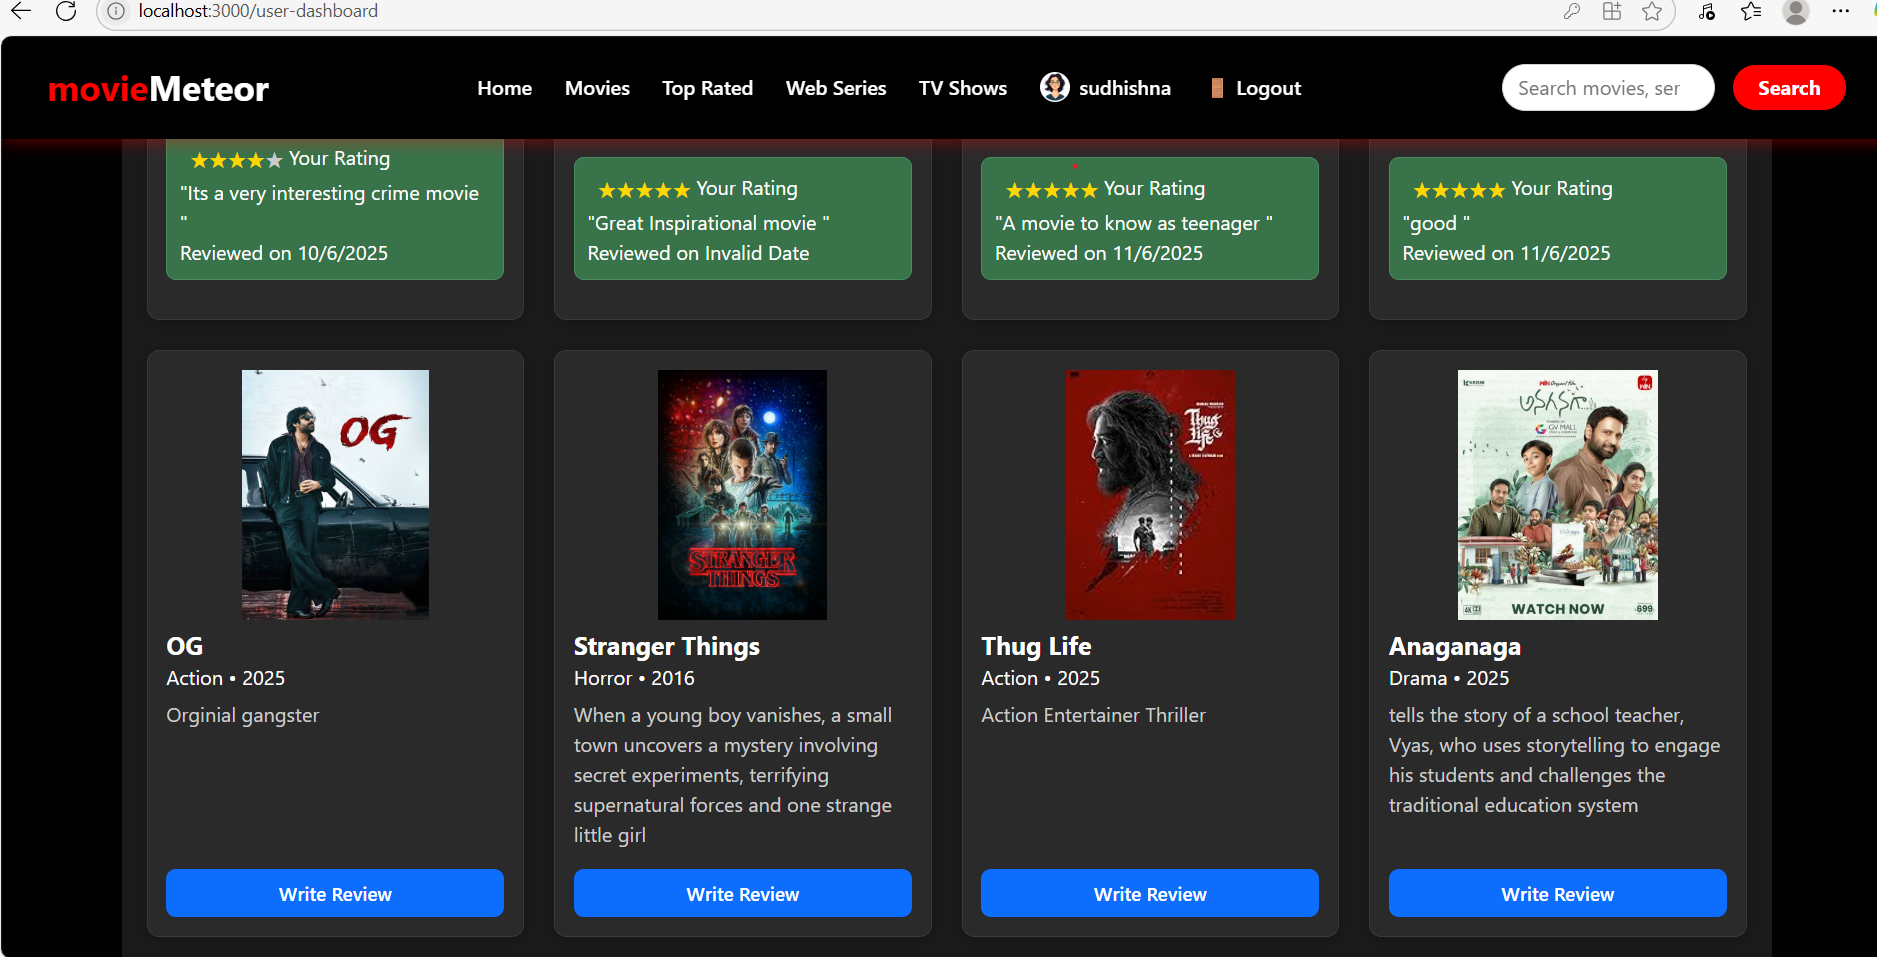 localhost:3000/user-dashboard
movieMeteor
Home
Movies
Top Rated
Web Series
TV Shows
sudhishna
Logout
Search movies, ser
Search
★★★★★ Your Rating
"Its a very interesting crime movie
"
Reviewed on 10/6/2025
★★★★★ Your Rating
"Great Inspirational movie "
Reviewed on Invalid Date
★★★★★ Your Rating
"A movie to know as teenager "
Reviewed on 11/6/2025
★★★★★ Your Rating
"good "
Reviewed on 11/6/2025
OG
OG
Action • 2025
Orginial gangster
Write Review
STRANGER
THINGS
Stranger Things
Horror • 2016
When a young boy vanishes, a small
town uncovers a mystery involving
secret experiments, terrifying
supernatural forces and one strange
little girl
Write Review
Thug
Life
Thug Life
Action • 2025
Action Entertainer Thriller
Write Review
అనగనగా
GV MALL
WATCH NOW
699
Anaganaga
Drama • 2025
tells the story of a school teacher,
Vyas, who uses storytelling to engage
his students and challenges the
traditional education system
Write Review